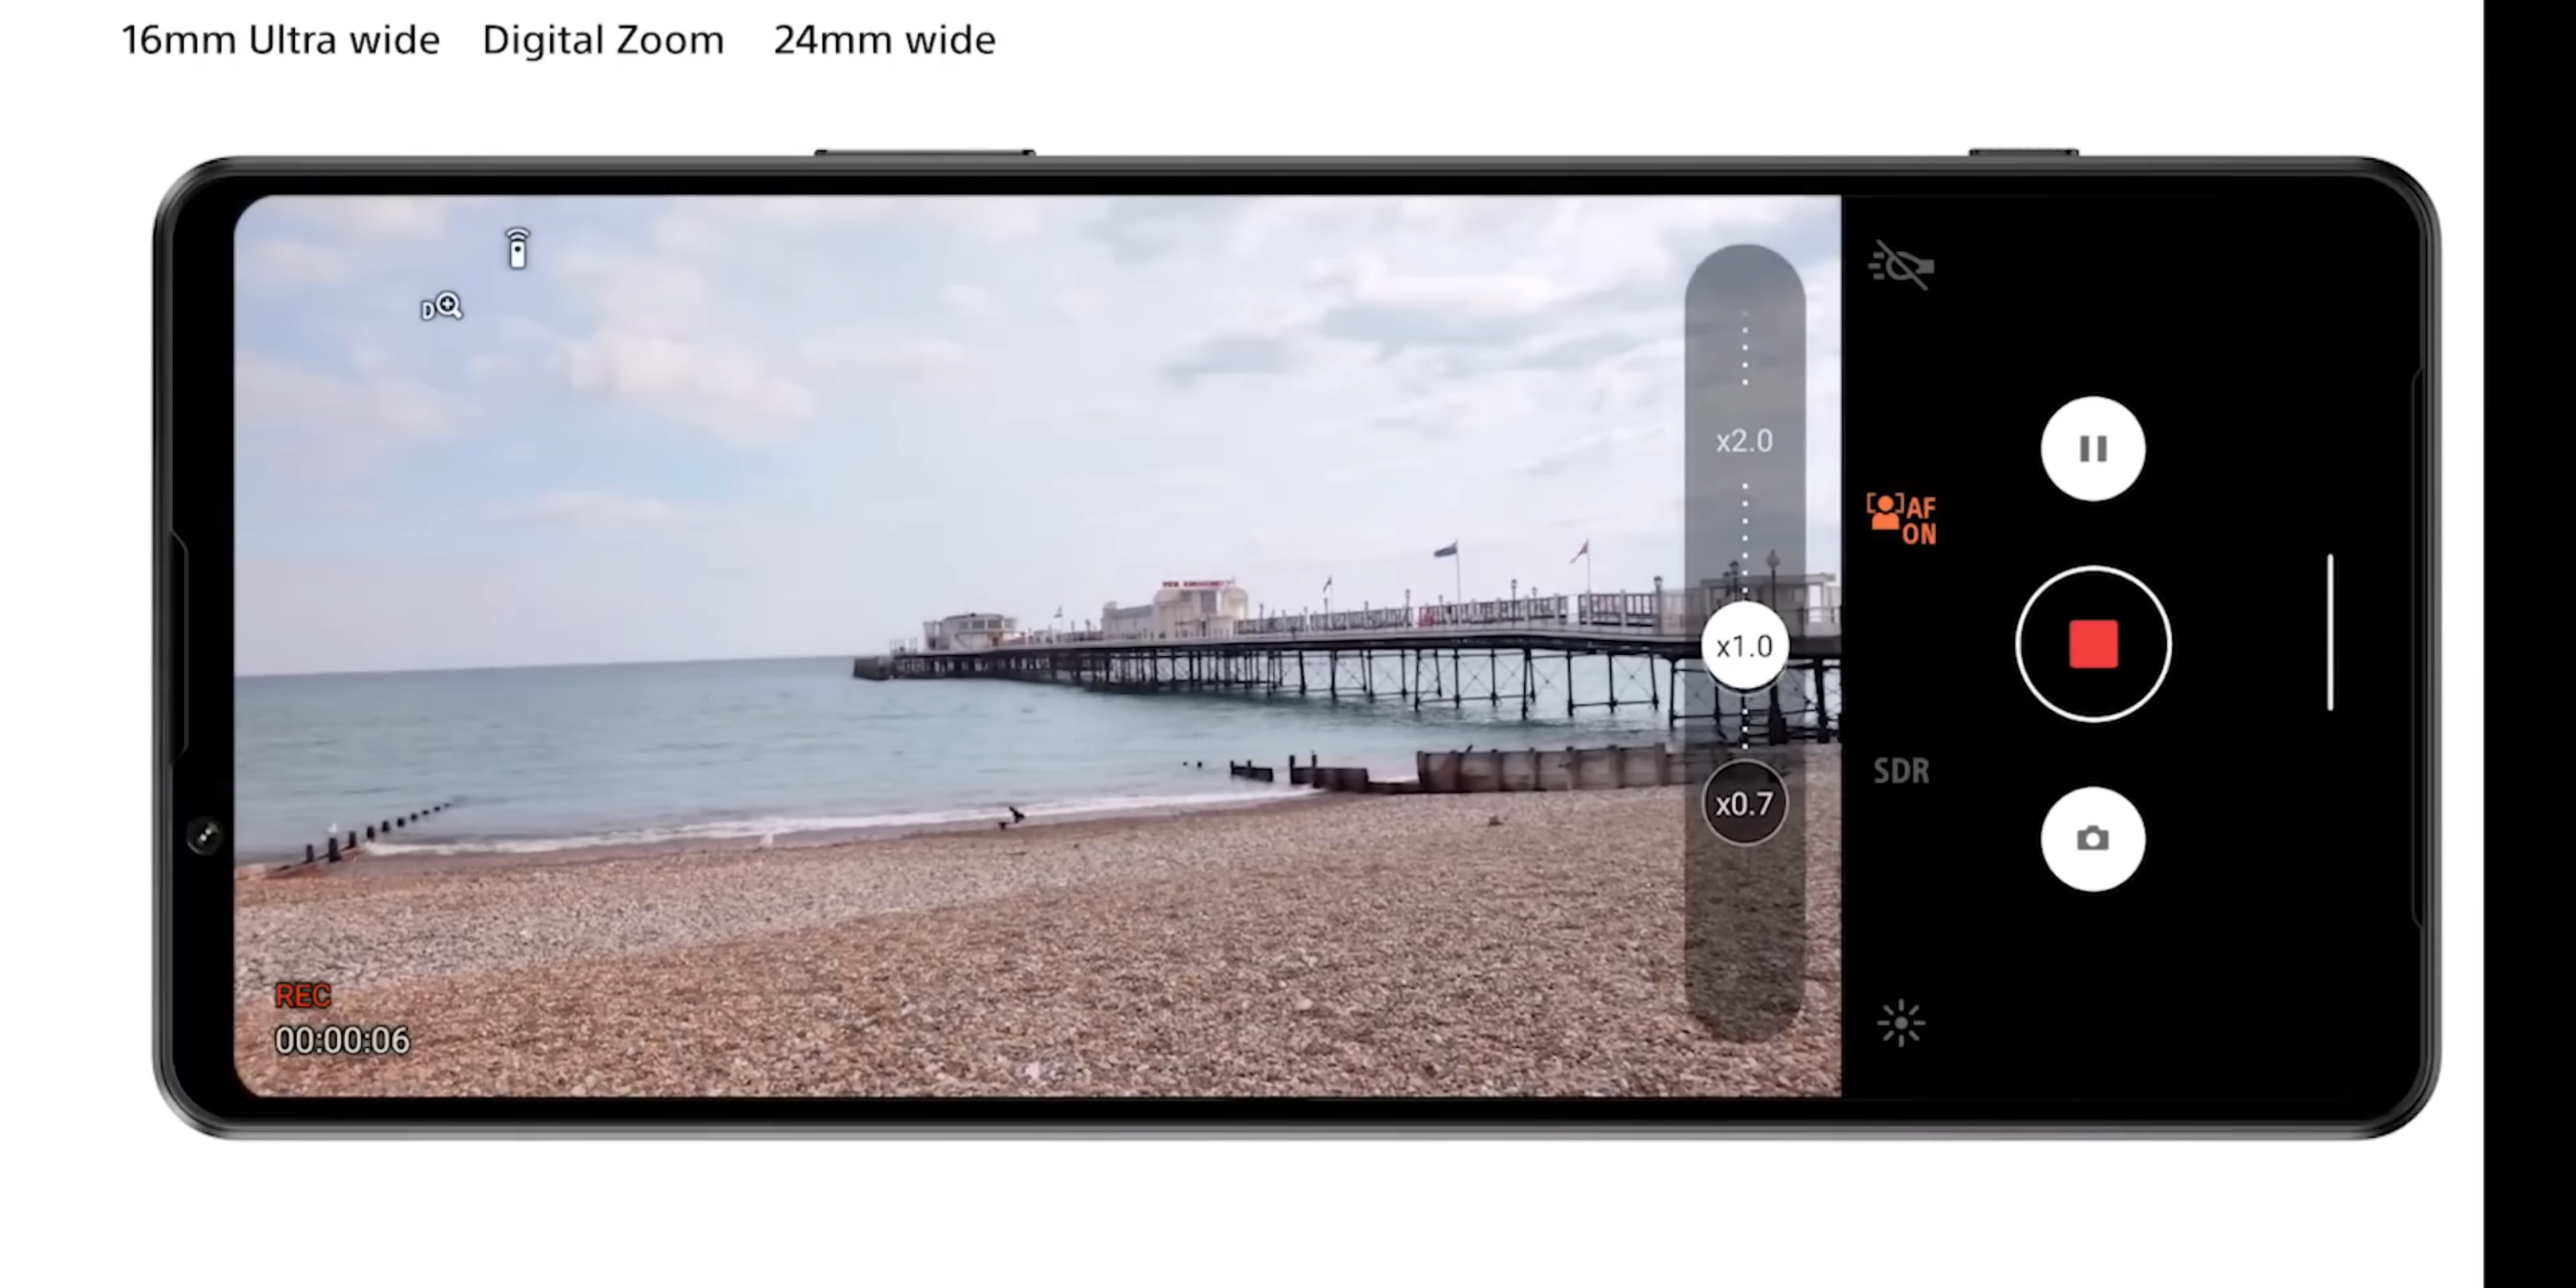 16mm Ultra wide Digital Zoom 24mm wide
D
x2.0
x1.0
x0.7
AF
ON
SDR
REC
00:00:06